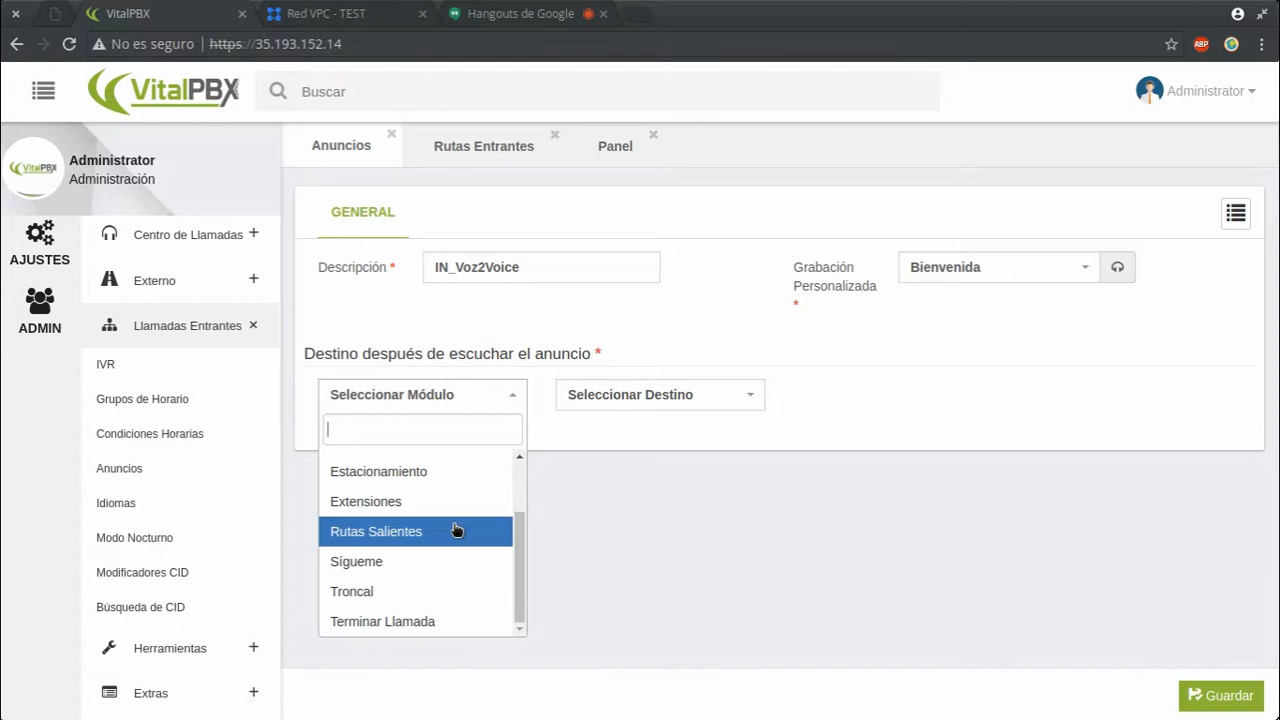 VitalPBX
Red VPC - TEST
Hangouts de Google
No es seguro
https://35.193.152.14
ABP
VitalPBX
Buscar
Administrator
VitalPBX
Administrator
Administración
AJUSTES
ADMIN
Centro de Llamadas
Externo
Llamadas Entrantes
IVR
Grupos de Horario
Condiciones Horarias
Anuncios
Idiomas
Modo Nocturno
Modificadores CID
Búsqueda de CID
Herramientas
Extras
Anuncios
Rutas Entrantes
Panel
GENERAL
Descripción *
IN_Voz2Voice
Grabación
Personalizada
*
Bienvenida
Destino después de escuchar el anuncio *
Seleccionar Módulo
Seleccionar Destino
Estacionamiento
Extensiones
Rutas Salientes
Sígueme
Troncal
Terminar Llamada
Guardar